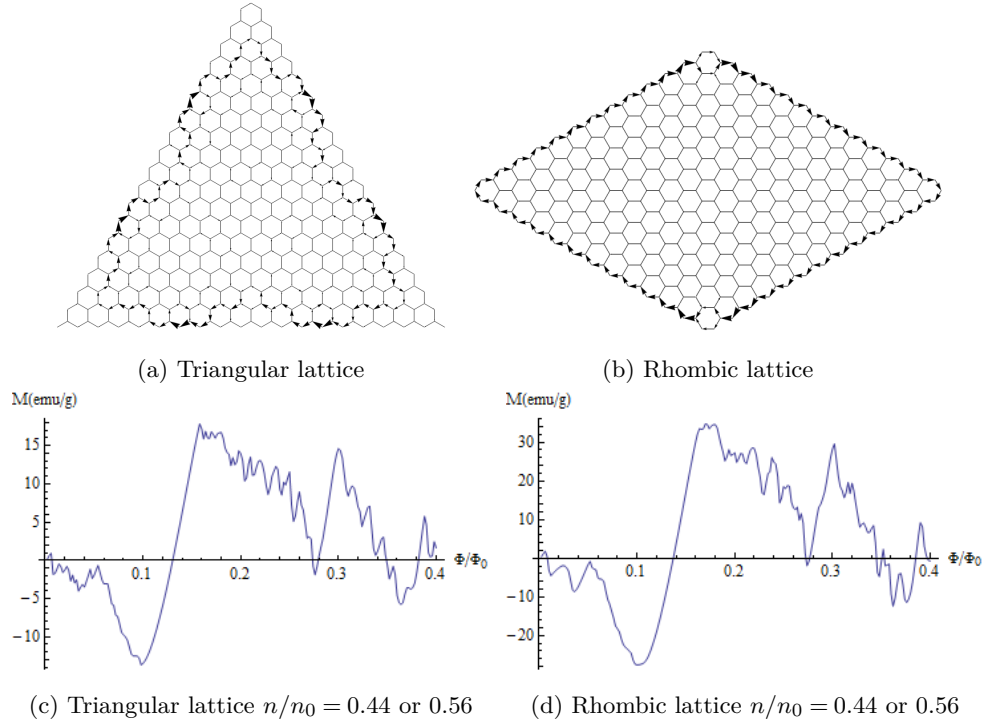 (a) Triangular lattice
(b) Rhombic lattice
M(emu/g)
15
10
5
−5
−10
0.1
0.2
0.3
0.4
Φ/Φ0
M(emu/g)
30
20
10
−10
−20
0.1
0.2
0.3
0.4
Φ/Φ0
(c) Triangular lattice n/n0 = 0.44 or 0.56
(d) Rhombic lattice n/n0 = 0.44 or 0.56